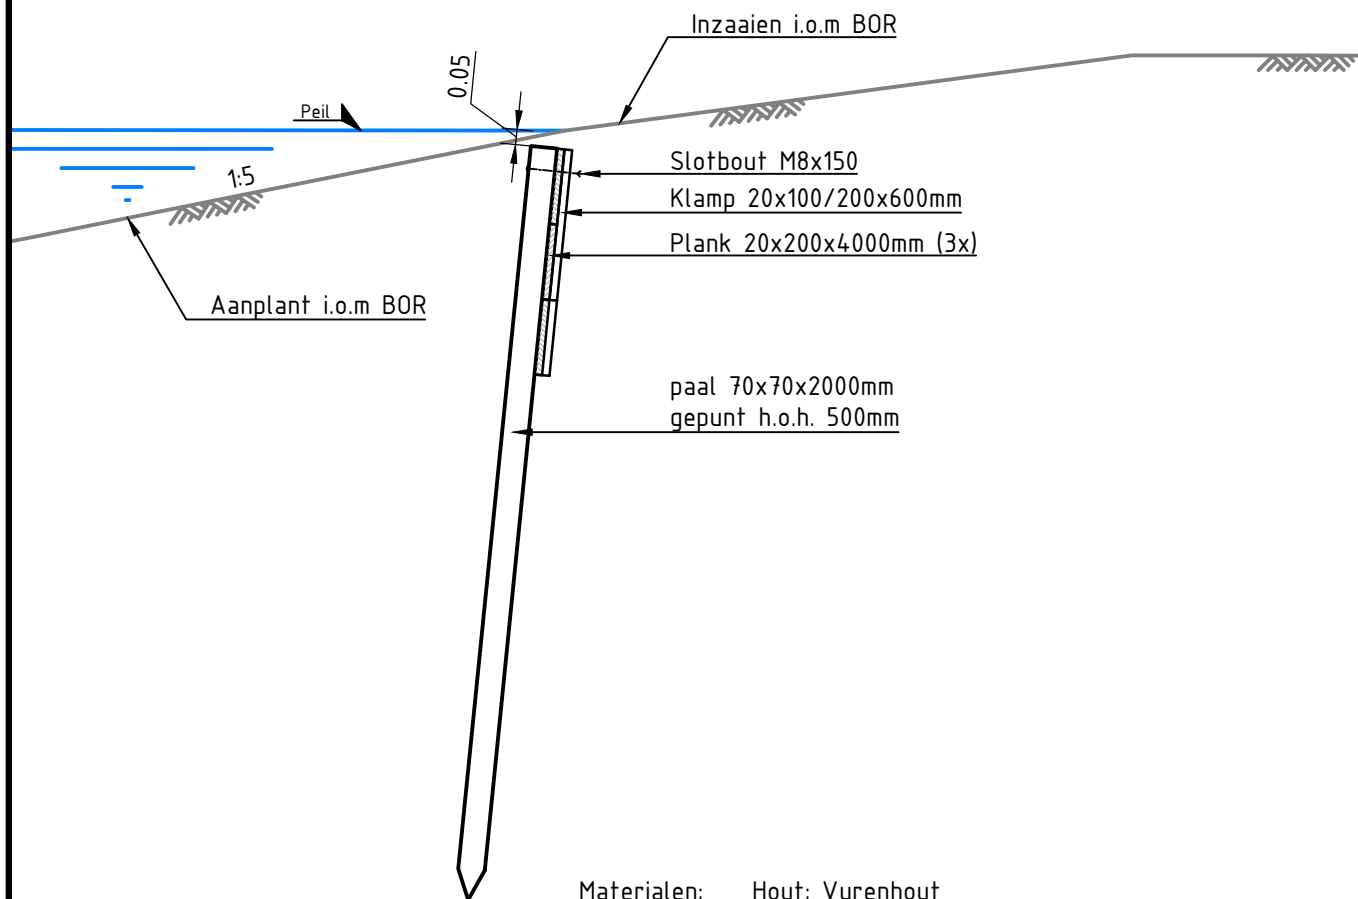 Inzaaien i.o.m BOR
0.05
Peil
Slotbout M8x150
1:5
Klamp 20x100/200x600mm
Plank 20x200x4000mm (3x)
Aanplant i.o.m BOR
paal 70x70x2000mm
gepunt h.o.h. 500mm
Materialen: Hout: Vurenhout